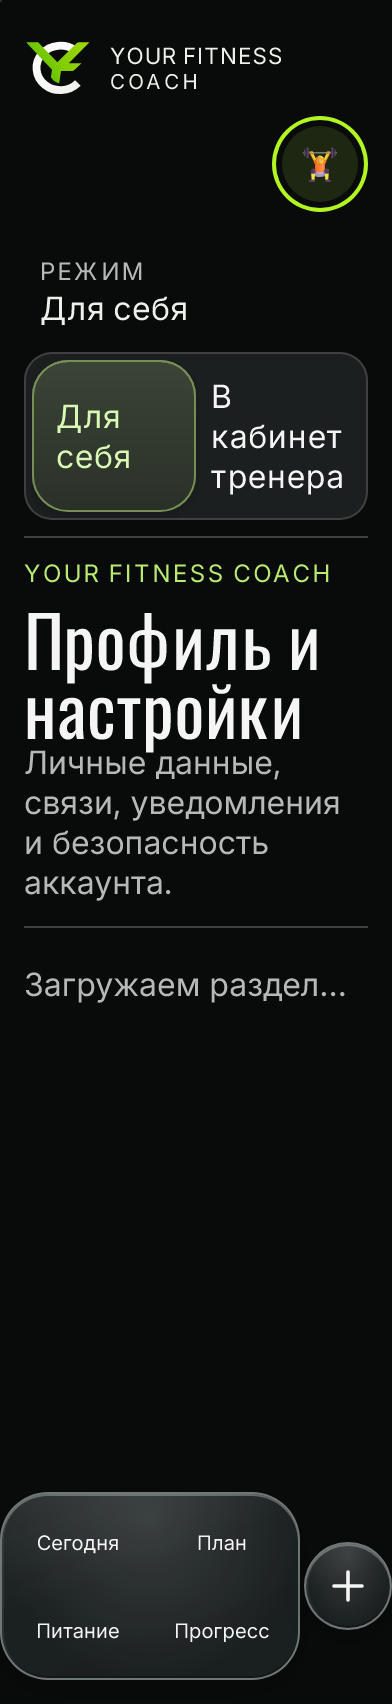 YOUR FITNESS
COACH
РЕЖИМ
Для себя
Для
себя
В
кабинет
тренера
YOUR FITNESS COACH
Профиль и
настройки
Личные данные,
связи, уведомления
и безопасность
аккаунта.
Загружаем раздел...
Сегодня План
Питание Прогресс